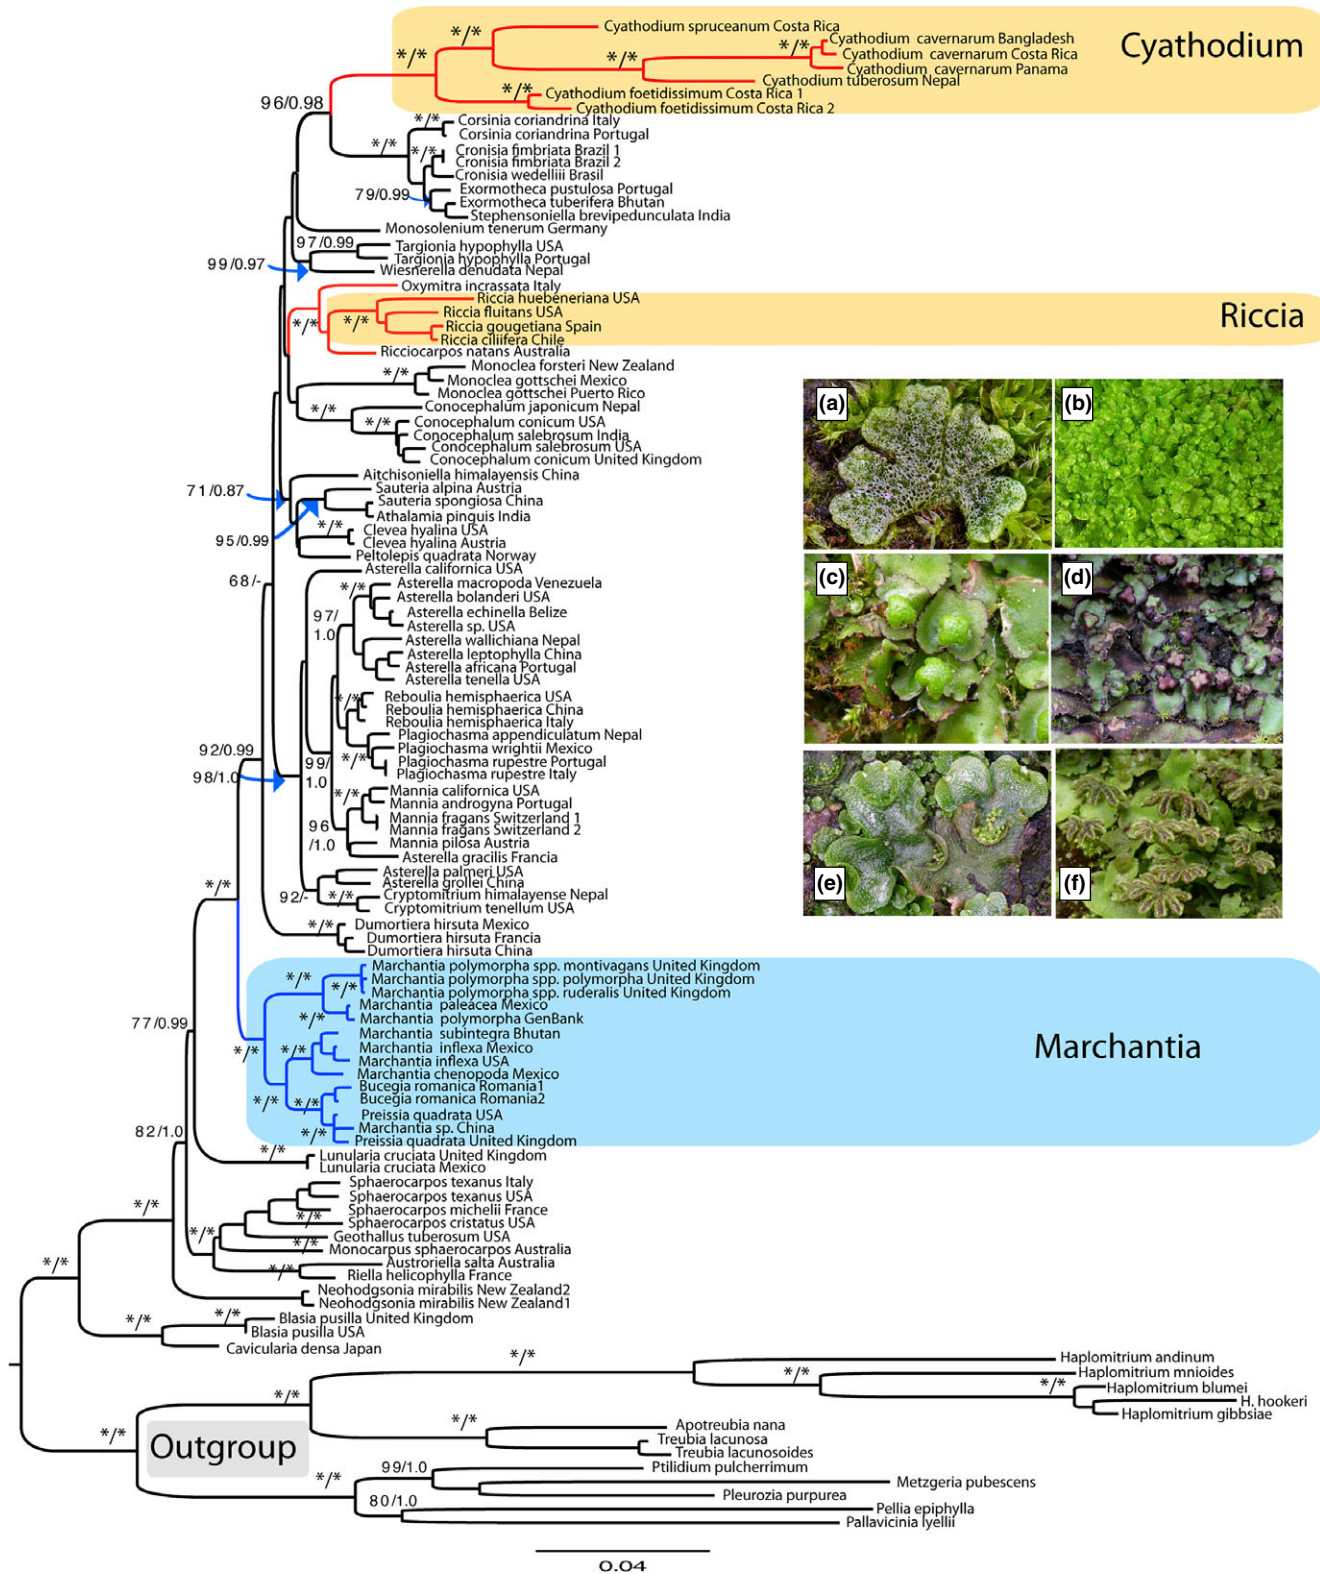 Cyathodium spruceanum Costa Rica
Cyathodium cavernarum Bangladesh
Cyathodium cavernarum Costa Rica
Cyathodium cavernarum Panama
Cyathodium tuberosum Nepal
Cyathodium foetidissimum Costa Rica 1
Cyathodium foetidissimum Costa Rica 2
Cyathodium
*/*
*/*
*/*
*/*
*/*
96/0.98
Corsinia coriandrina Italy
Corsinia coriandrina Portugal
Cronisia fimbriata Brazil 1
Cronisia fimbriata Brazil 2
Cronisia wedelliii Brasil
Exormotheca pustulosa Portugal
Exormotheca tuberifera Bhutan
Stephensoniella brevipedunculata India
*/*
*/*
*/*
79/0.99
Monosolenium tenerum Germany
Targionia hypophylla USA
Targionia hypophylla Portugal
Wiesnerella denudata Nepal
97/0.99
99/0.97
Oxymitra incrassata Italy
Riccia huebeneriana USA
Riccia fluitans USA
Riccia gougetiana Spain
Riccia ciliifera Chile
Ricciocarpos natans Australia
Riccia
*/*
*/*
Monoclea forsteri New Zealand
Monoclea gottschei Mexico
Monoclea gottschei Puerto Rico
Conocephalum japonicum Nepal
Conocephalum conicum USA
Conocephalum salebrosum India
Conocephalum salebrosum USA
Conocephalum conicum United Kingdom
*/*
*/*
*/*
Aitchisoniella himalayensis China
Sauteria alpina Austria
Sauteria spongiosa China
Athalamia pinguis India
Clevea hyalina USA
Clevea hyalina Austria
Peltolepis quadrata Norway
71/0.87
95/0.99
*/*
68/-
Asterella californica USA
Asterella macropoda Venezuela
Asterella bolanderi USA
Asterella echinella Belize
Asterella sp. USA
Asterella wallichiana Nepal
Asterella leptophylla China
Asterella africana Portugal
Asterella tenella USA
Reboulia hemisphaerica USA
Reboulia hemisphaerica China
Reboulia hemisphaerica Italy
Plagiochasma appendiculatum Nepal
Plagiochasma wrightii Mexico
Plagiochasma rupestre Portugal
Plagiochasma rupestre Italy
Mannia californica USA
Mannia androgyna Portugal
Mannia fragans Switzerland 1
Mannia fragans Switzerland 2
Mannia pilosa Austria
Asterella gracilis Francia
Asterella palmeri USA
Asterella grollei China
Cryptomitrium himalayense Nepal
Cryptomitrium tenellum USA
*/*
97/
1.0
*/*
*/*
99/
1.0
*/*
96
/1.0
92/-
*/*
92/0.99
98/1.0
Dumortiera hirsuta Mexico
Dumortiera hirsuta Francia
Dumortiera hirsuta China
*/*
*/*
Marchantia polymorpha spp. montivagans United Kingdom
Marchantia polymorpha spp. polymorpha United Kingdom
Marchantia polymorpha spp. ruderalis United Kingdom
Marchantia paleacea Mexico
Marchantia polymorpha GenBank
Marchantia subintegra Bhutan
Marchantia inflexa Mexico
Marchantia inflexa USA
Marchantia chenopoda Mexico
Bucegia romanica Romania1
Bucegia romanica Romania2
Preissia quadrata USA
Marchantia sp. China
Preissia quadrata United Kingdom
Marchantia
*/*
*/*
*/*
*/*
*/*
*/*
*/*
*/*
77/0.99
82/1.0
Lunularia cruciata United Kingdom
Lunularia cruciata Mexico
*/*
Sphaerocarpos texanus Italy
Sphaerocarpos texanus USA
Sphaerocarpos michelii France
Sphaerocarpos cristatus USA
Geothallus tuberosum USA
Monocarpus sphaerocarpos Australia
Austroriella salta Australia
Riella helicophylla France
*/*
*/*
*/*
*/*
Neohodgsonia mirabilis New Zealand2
Neohodgsonia mirabilis New Zealand1
*/*
*/*
Blasia pusilla United Kingdom
Blasia pusilla USA
Cavicularia densa Japan
*/*
*/*
Haplomitrium andinum
Haplomitrium mnioides
Haplomitrium blumei
H. hookeri
Haplomitrium gibbsiae
*/*
*/*
*/*
*/*
Apotreubia nana
Treubia lacunosa
Treubia lacunosoides
*/*
*/*
Outgroup
Ptilidium pulcherrimum
Metzgeria pubescens
Pleurozia purpurea
Pellia epiphylla
Pallavicinia lyellii
*/*
99/1.0
80/1.0
0.04
(a)
(b)
(c)
(d)
(e)
(f)